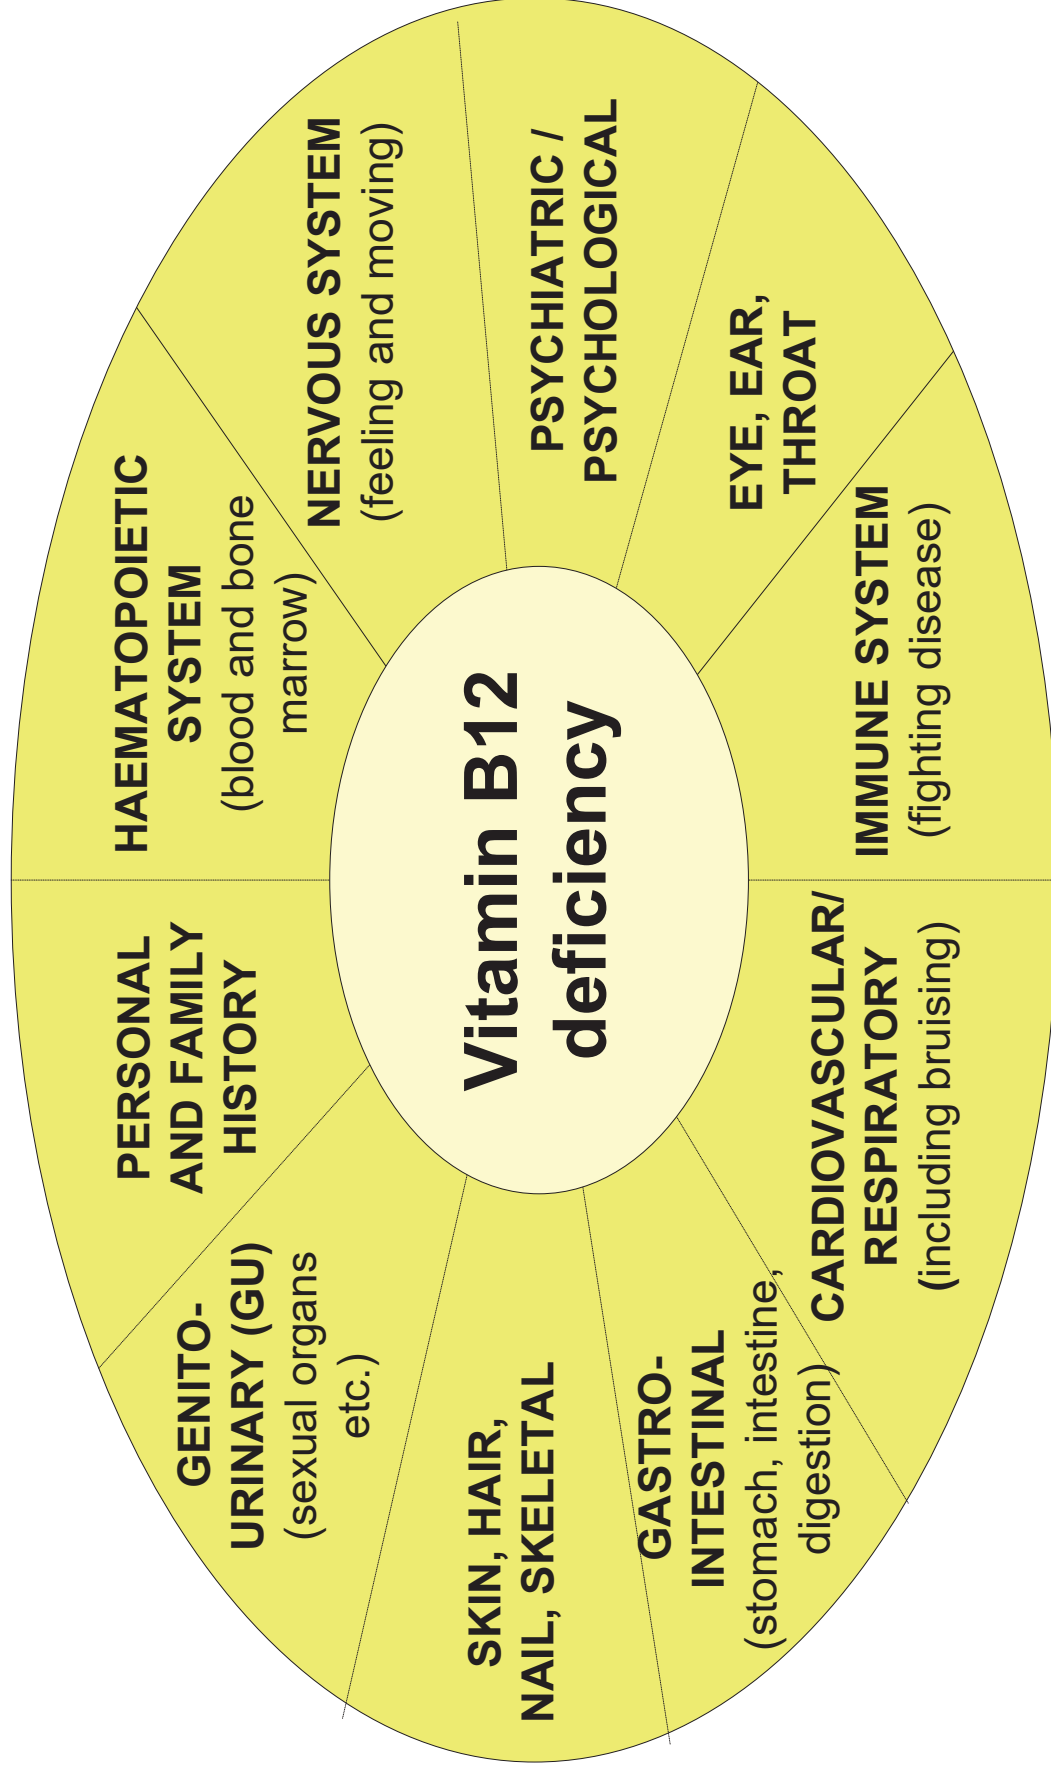 HAEMATOPOIETIC
SYSTEM
(blood and bone
marrow)
NERVOUS SYSTEM
(feeling and moving)
PSYCHIATRIC /
PSYCHOLOGICAL
EYE, EAR,
THROAT
IMMUNE SYSTEM
(fighting disease)
CARDIOVASCULAR/
RESPIRATORY
(including bruising)
GASTRO-
INTESTINAL
(stomach, intestine,
digestion)
SKIN, HAIR,
NAIL, SKELETAL
GENITO-
URINARY (GU)
(sexual organs
etc.)
PERSONAL
AND FAMILY
HISTORY
Vitamin B12
deficiency